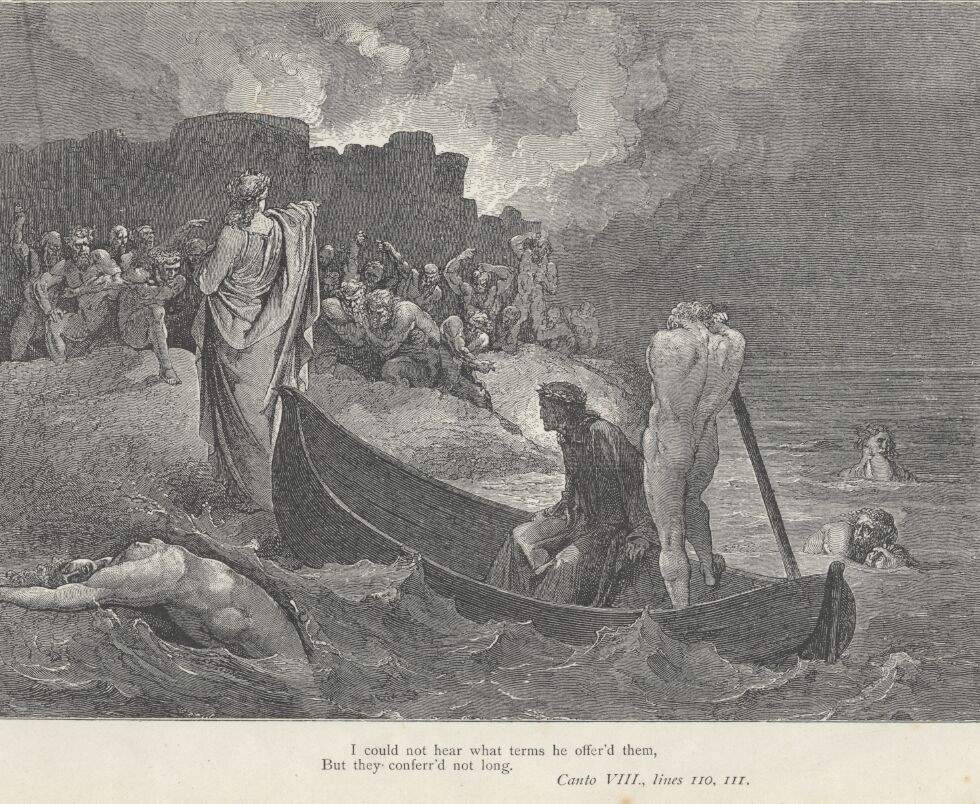 I could not hear what terms he offer'd them,
But they conferr'd not long.
Canto VIII., lines 110, 111.